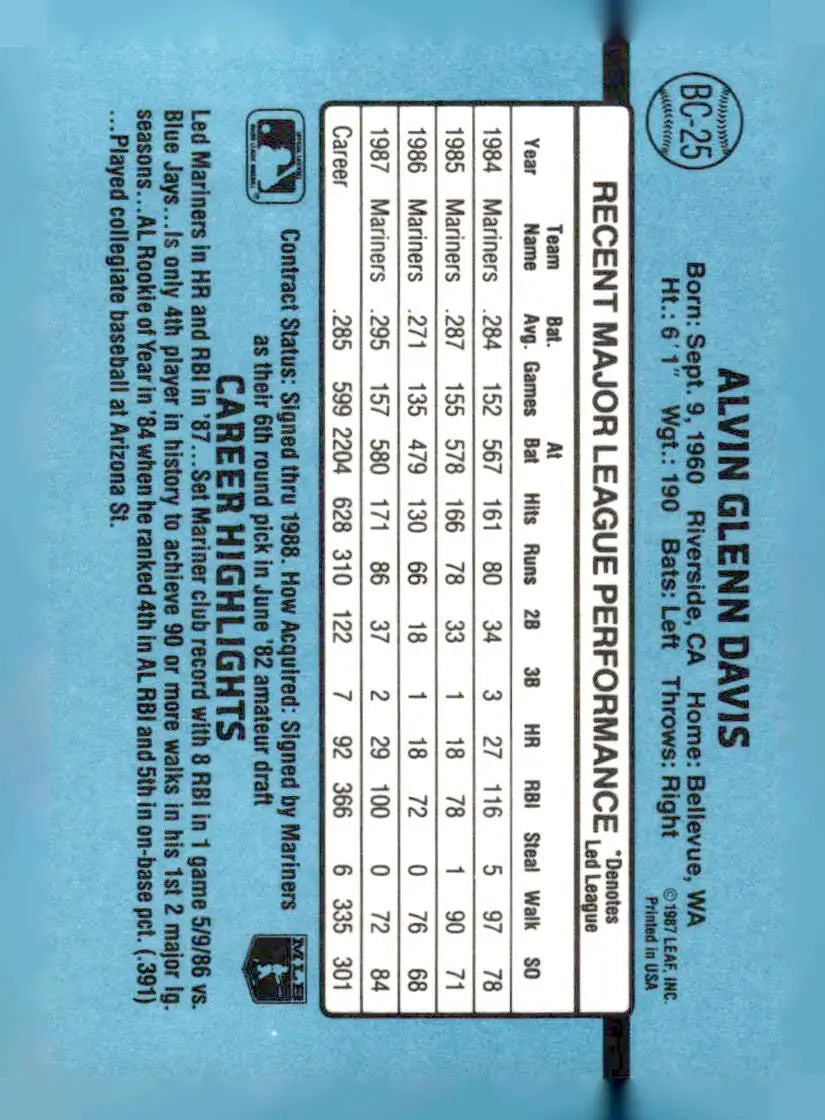 BC-25
ALVIN GLENN DAVIS
Born: Sept. 9, 1960 Riverside, CA Home: Bellevue, WA
Ht.: 6'1" Wgt.: 190 Bats: Left Throws: Right
© 1987 LEAF, INC.
Printed in USA
RECENT MAJOR LEAGUE PERFORMANCE *Denotes Led League
Year Team Name Bat. Avg. Games At Bat Hits Runs 2B 3B HR RBI Steal Walk SO
1984 Mariners .284 152 567 161 80 34 3 27 116 5 97 78
1985 Mariners .287 155 578 166 78 33 1 18 78 1 90 71
1986 Mariners .271 135 479 130 66 18 1 18 72 0 76 68
1987 Mariners .295 157 580 171 86 37 2 29 100 0 72 84
Career .285 599 2204 628 310 122 7 92 366 6 335 301
Contract Status: Signed thru 1988. How Acquired: Signed by Mariners
as their 6th round pick in June '82 amateur draft
MLB
CAREER HIGHLIGHTS
Led Mariners in HR and RBI in '87...Set Mariner club record with 8 RBI in 1 game 5/9/86 vs.
Blue Jays...Is only 4th player in history to achieve 90 or more walks in his 1st 2 major lg.
seasons...AL Rookie of Year in '84 when he ranked 4th in AL RBI and 5th in on-base pct. (.391)
...Played collegiate baseball at Arizona St.